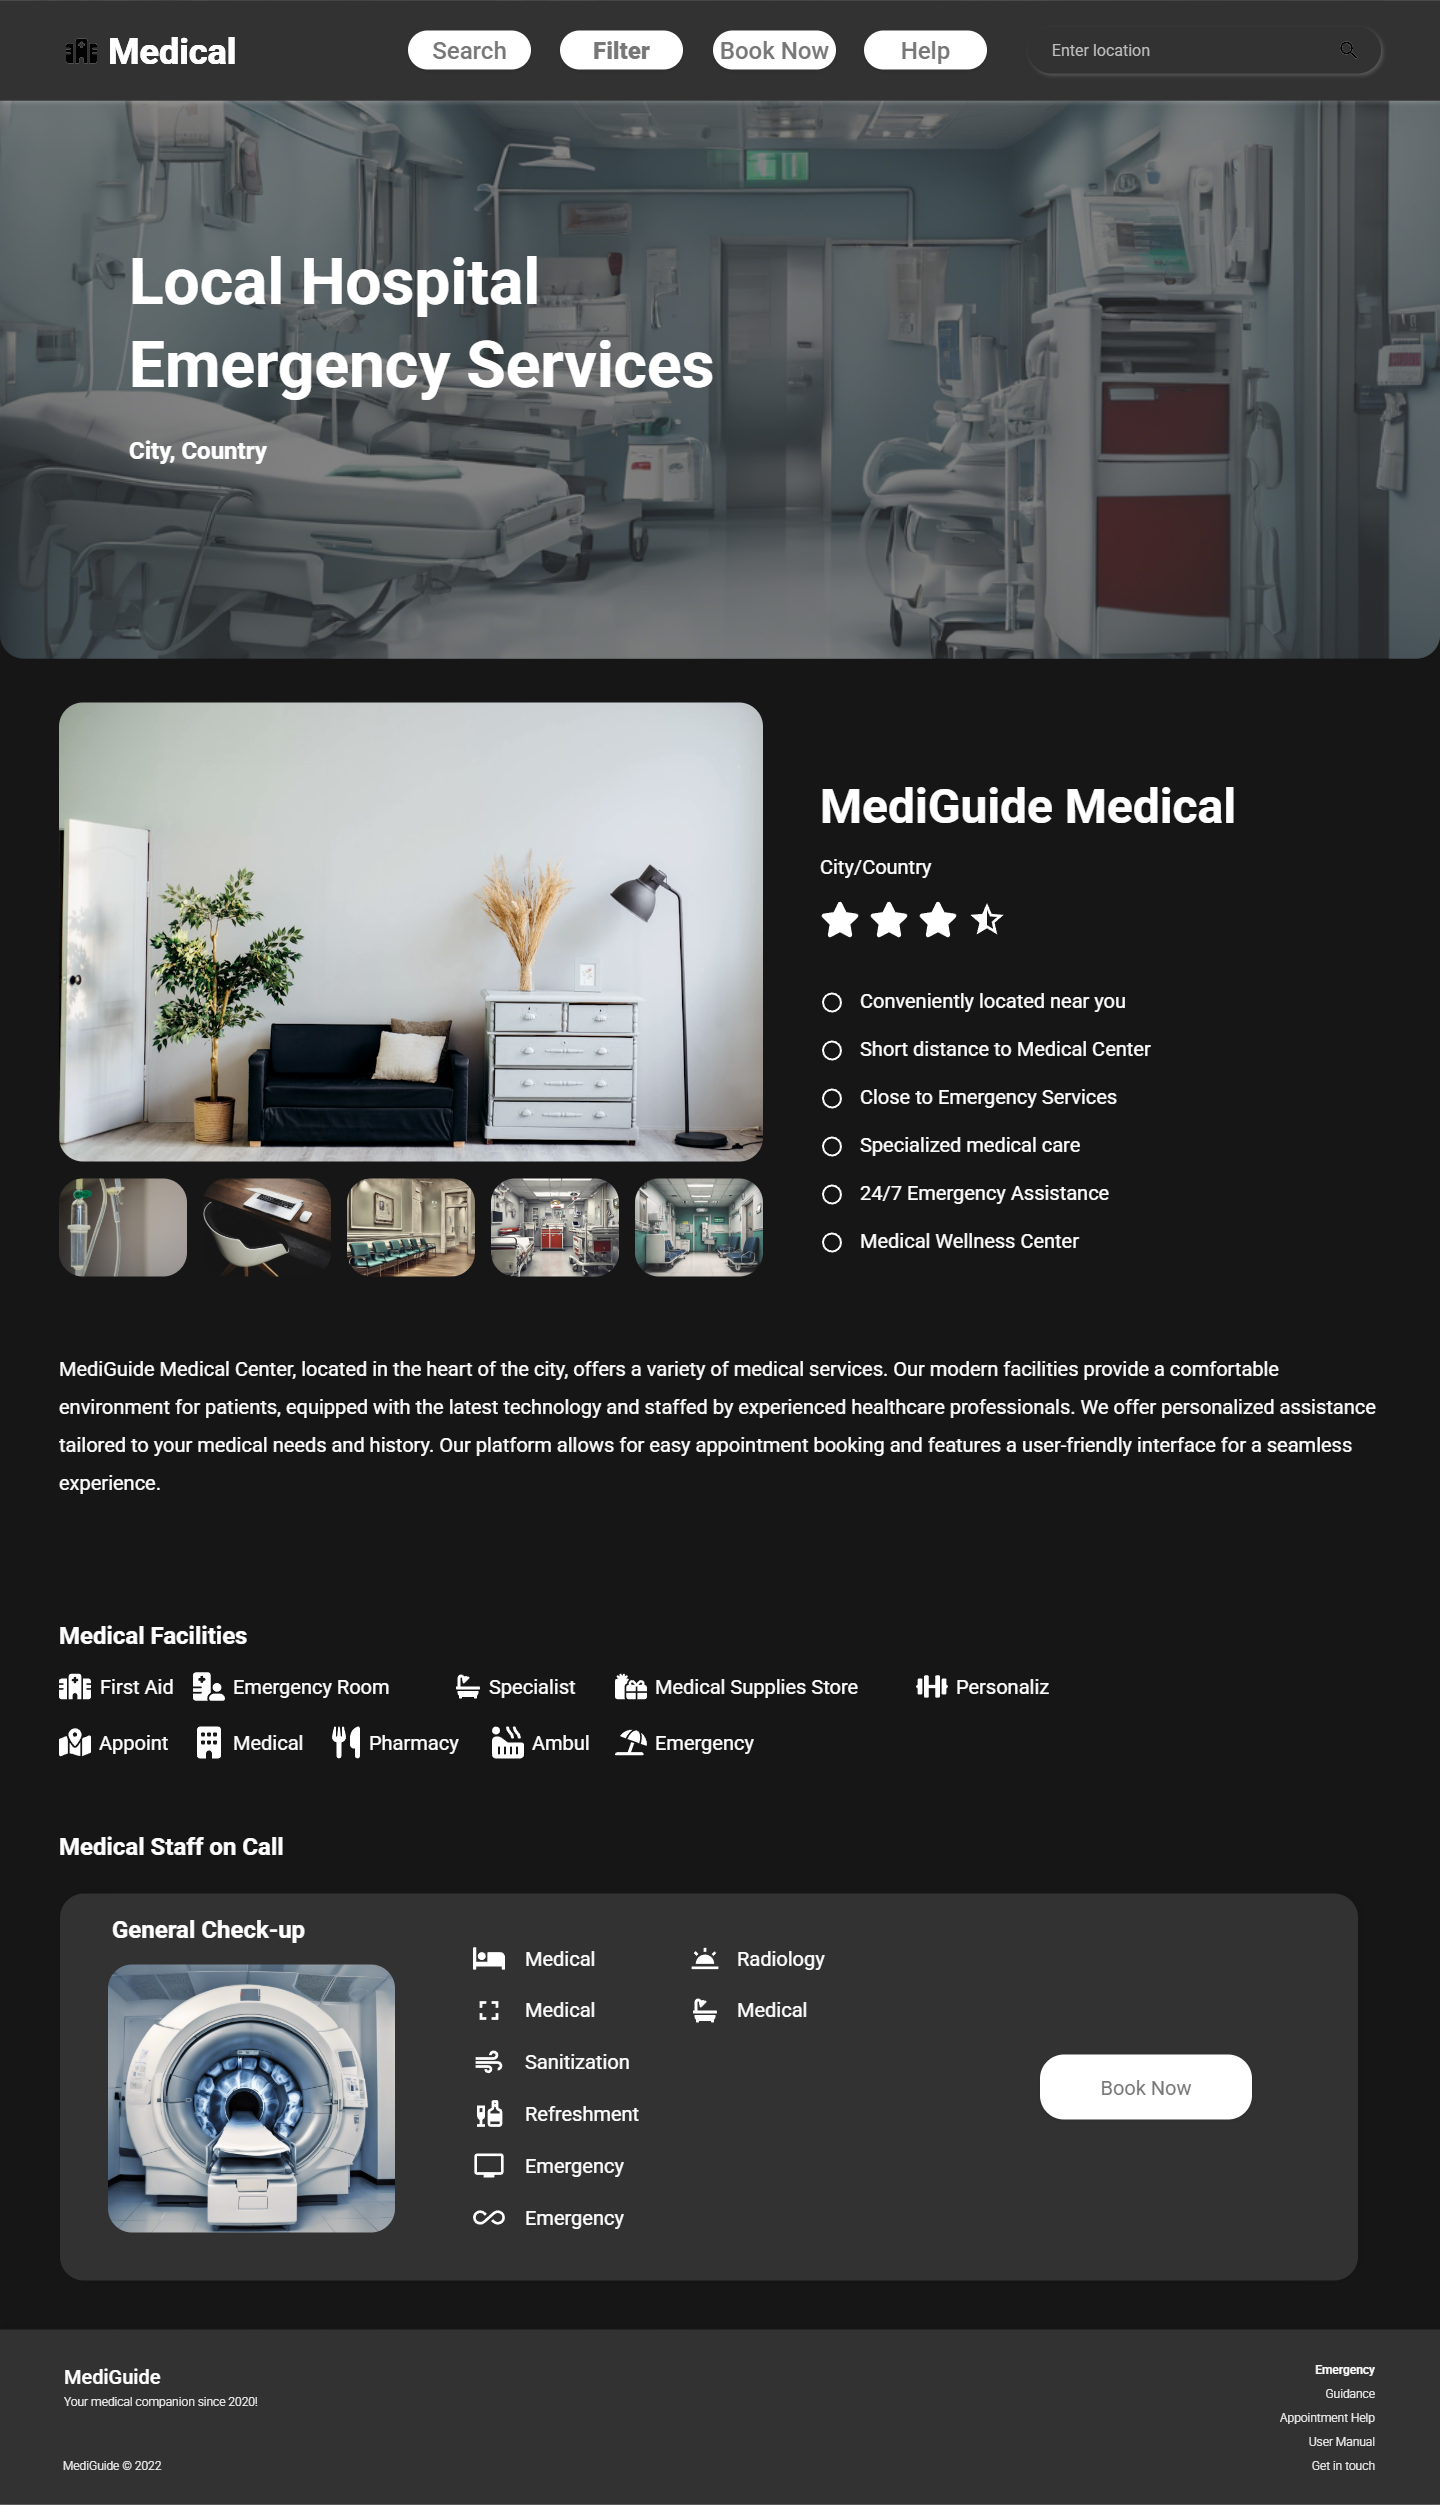 Medical
Search
Filter
Book Now
Help
Enter location
Local Hospital
Emergency Services
City, Country
MediGuide Medical
City/Country
Conveniently located near you
Short distance to Medical Center
Close to Emergency Services
Specialized medical care
24/7 Emergency Assistance
Medical Wellness Center
MediGuide Medical Center, located in the heart of the city, offers a variety of medical services. Our modern facilities provide a comfortable
environment for patients, equipped with the latest technology and staffed by experienced healthcare professionals. We offer personalized assistance
tailored to your medical needs and history. Our platform allows for easy appointment booking and features a user-friendly interface for a seamless
experience.
Medical Facilities
First Aid
Emergency Room
Specialist
Medical Supplies Store
Personaliz
Appoint
Medical
Pharmacy
Ambul
Emergency
Medical Staff on Call
General Check-up
Medical
Radiology
Medical
Medical
Sanitization
Refreshment
Emergency
Emergency
Book Now
MediGuide
Your medical companion since 2020!
MediGuide © 2022
Emergency
Guidance
Appointment Help
User Manual
Get in touch